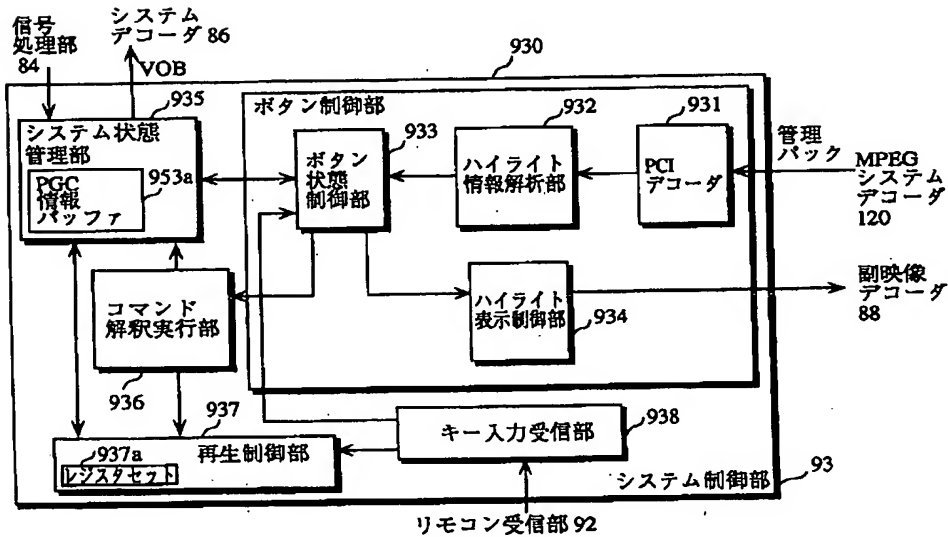 信号
処理部
84
システム
デコーダ 86
VOB
930
935
システム状態
管理部
PGC
情報
バッファ
953a
ボタン制御部
933
ボタン
状態
制御部
932
ハイライト
情報解析部
931
PCI
デコーダ
管理
パック
MPEG
システム
デコーダ
120
コマンド
解釈実行部
936
ハイライト
表示制御部
934
副映像
デコーダ
88
937
937a
レジスタセット
再生制御部
キー入力受信部
938
システム制御部
93
リモコン受信部 92